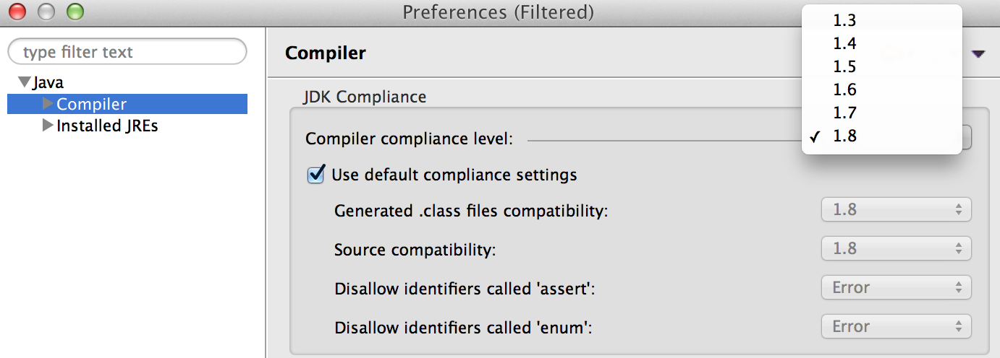 Preferences (Filtered)
type filter text
Java
Compiler
Installed JREs
Compiler
JDK Compliance
Compiler compliance level:
1.3
1.4
1.5
1.6
1.7
✓ 1.8
Use default compliance settings
Generated .class files compatibility: 1.8
Source compatibility: 1.8
Disallow identifiers called 'assert': Error
Disallow identifiers called 'enum': Error